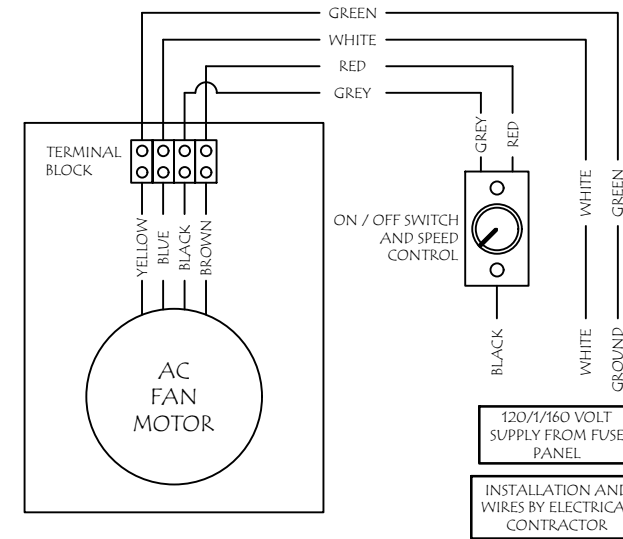 GREEN
WHITE
RED
GREY
TERMINAL
BLOCK
YELLOW
BLUE
BLACK
BROWN
GREY
RED
WHITE
GREEN
ON / OFF SWITCH
AND SPEED
CONTROL
BLACK
WHITE
GROUND
AC
FAN
MOTOR
120/1/160 VOLT
SUPPLY FROM FUSE
PANEL
INSTALLATION AND
WIRES BY ELECTRICA
CONTRACTOR